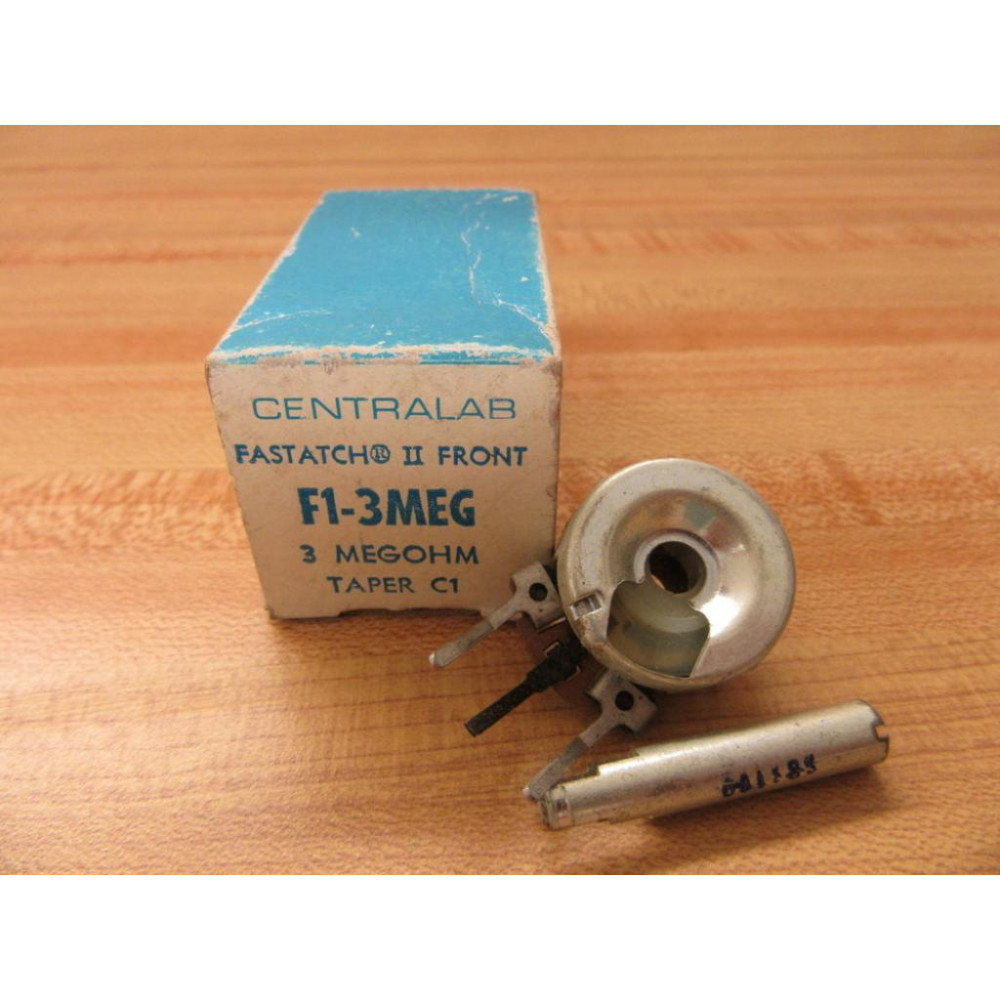 CENTRALAB
FASTATCH® II FRONT
F1-3MEG
3 MEGOHM
TAPER C1